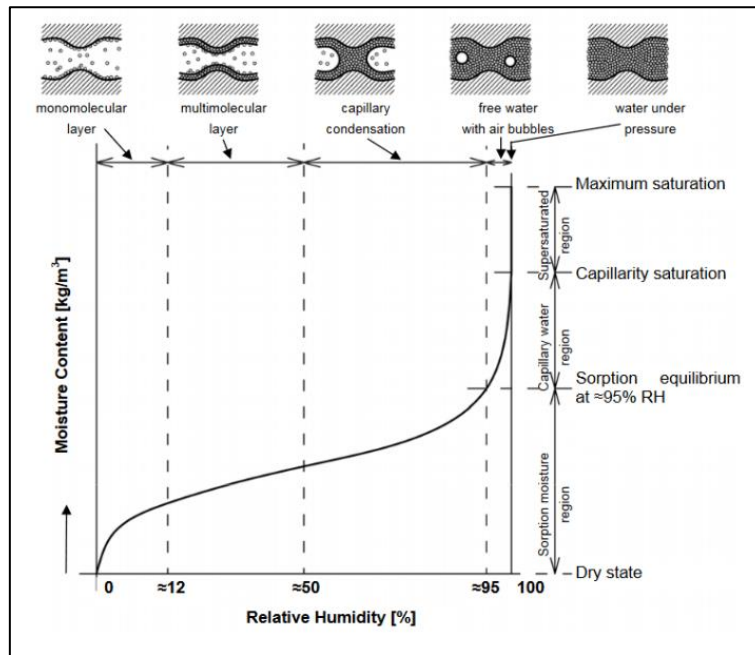 monomolecular
layer
multimolecular
layer
capillary
condensation
free water
with air bubbles
water under
pressure
Moisture Content [kg/m³]
Maximum saturation
Supersaturated
region
Capillarity saturation
Capillary water
region
Sorption equilibrium
at ≈95% RH
Sorption moisture
region
Dry state
0 ≈12 ≈50 ≈95 100
Relative Humidity [%]